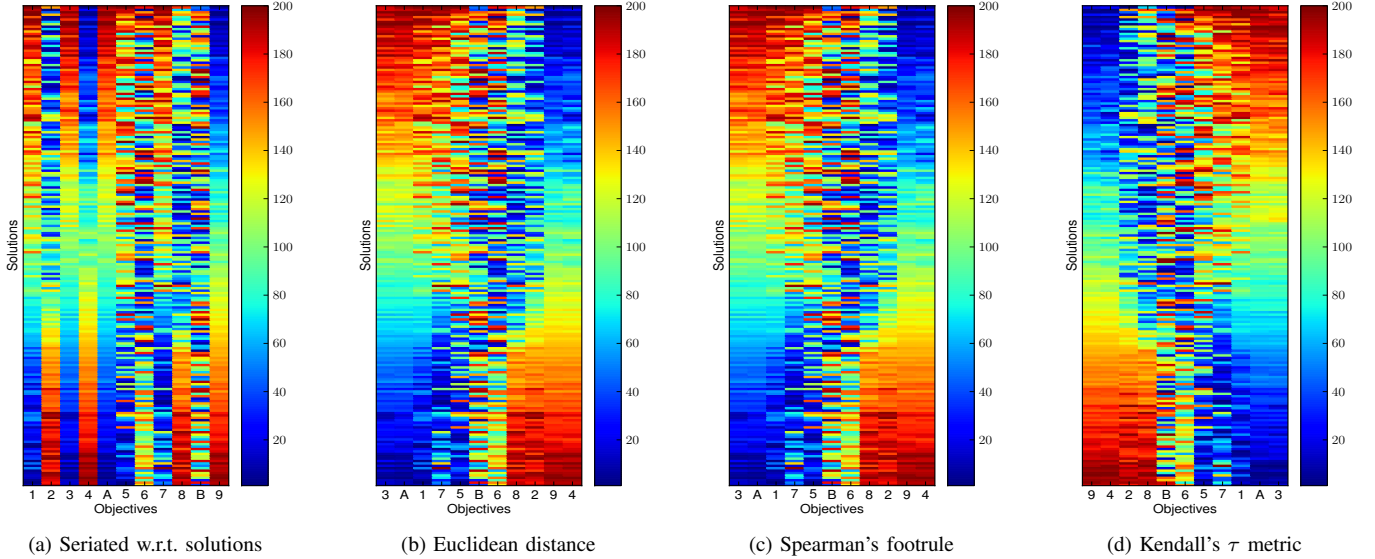 200
180
160
140
120
100
80
60
40
20
Solutions
1 2 3 4 A 5 6 7 8 B 9
Objectives
(a) Seriated w.r.t. solutions
200
180
160
140
120
100
80
60
40
20
Solutions
3 A 1 7 5 B 6 8 2 9 4
Objectives
(b) Euclidean distance
200
180
160
140
120
100
80
60
40
20
Solutions
3 A 1 7 5 B 6 8 2 9 4
Objectives
(c) Spearman's footrule
200
180
160
140
120
100
80
60
40
20
Solutions
9 4 2 8 B 6 5 7 1 A 3
Objectives
(d) Kendall's τ metric